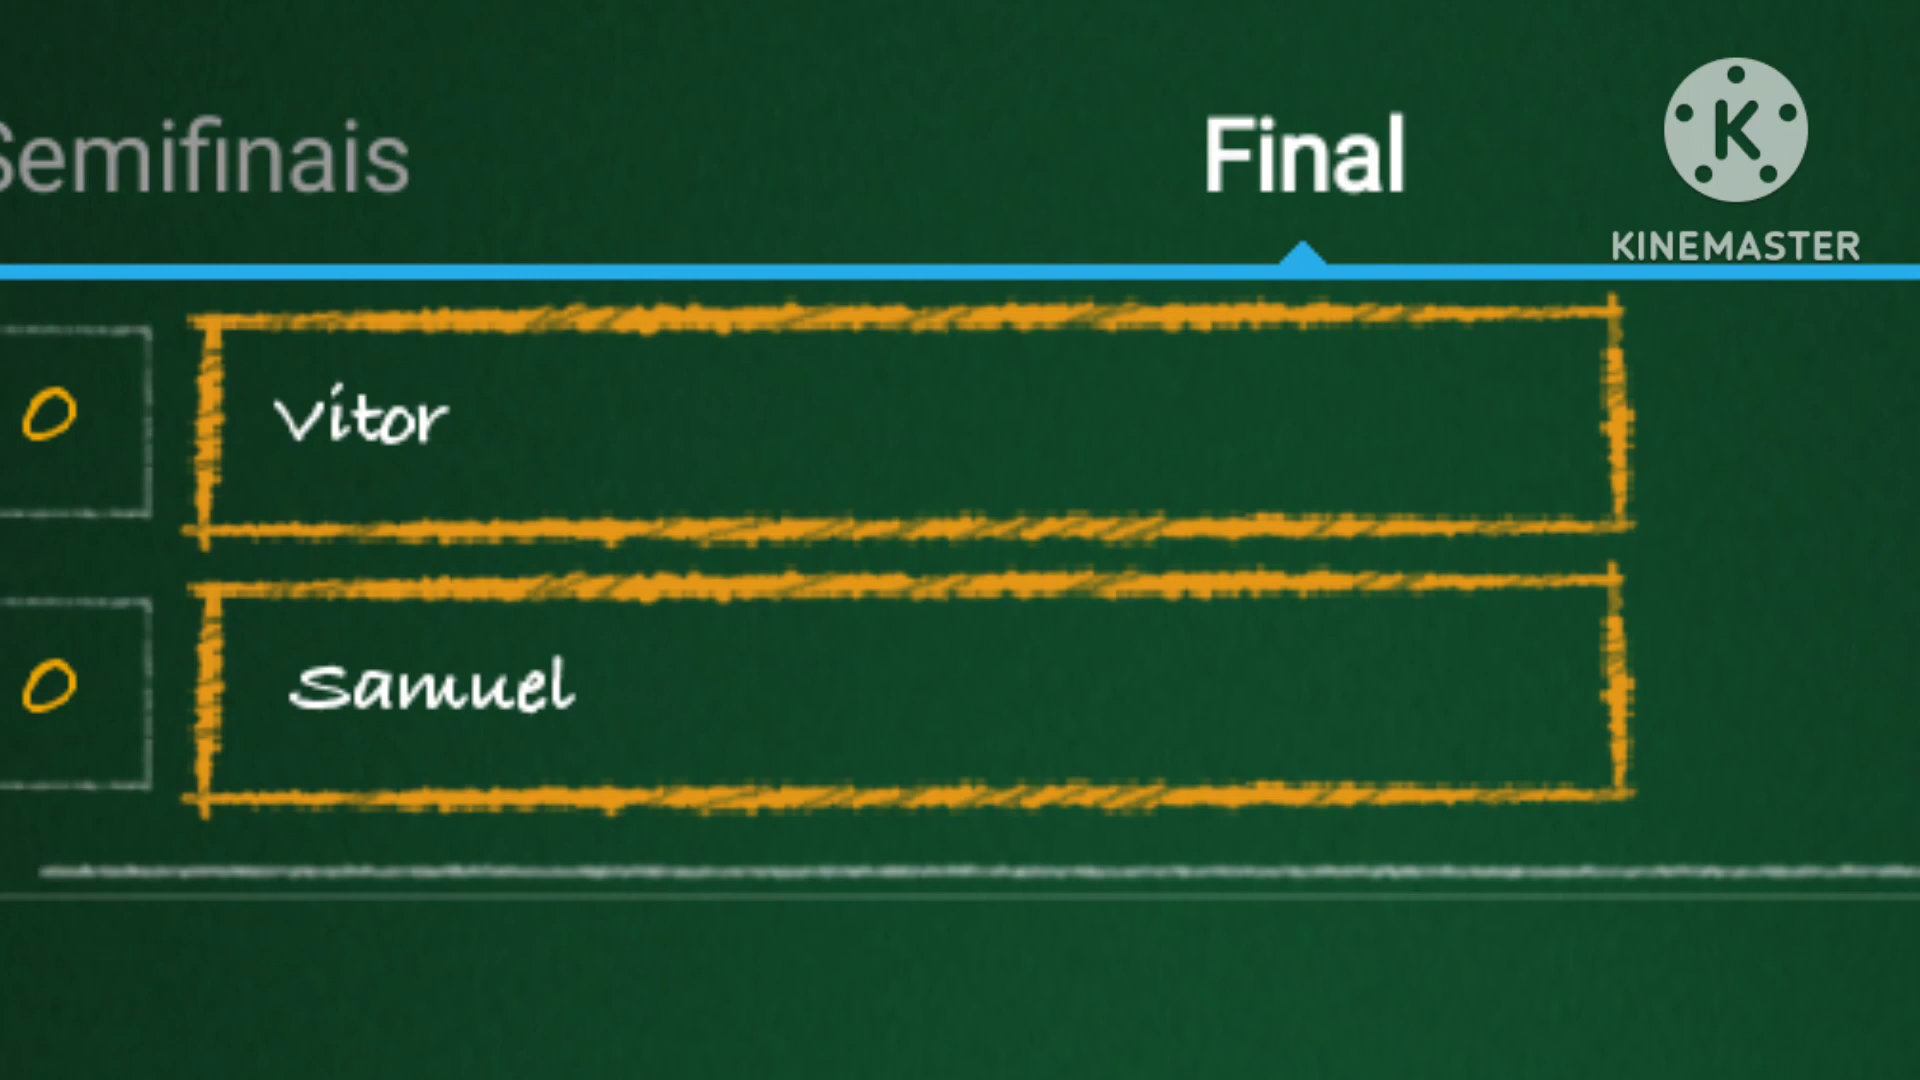 Semifinais
Final
K
KINEMASTER
0
Vitor
0
Samuel